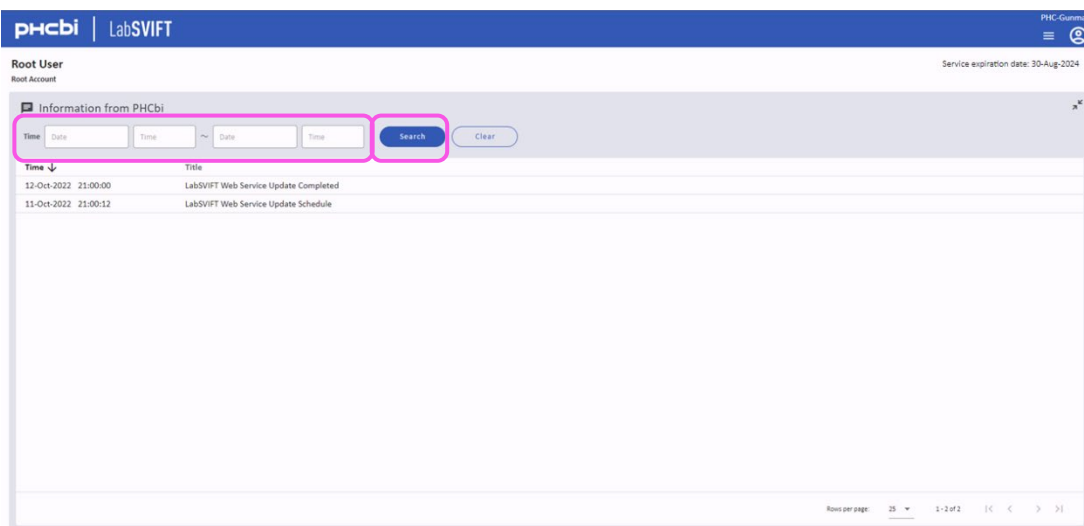 PHC-Gunma
PHCbi | LabSVIFT
Root User
Service expiration date: 30-Aug-2024
Root Account
Information from PHCbi
Time Date Time ~ Date Time Search Clear
Time ↓ Title
12-Oct-2022 21:00:00 LabSVIFT Web Service Update Completed
11-Oct-2022 21:00:12 LabSVIFT Web Service Update Schedule
Rows per page: 25 1-2 of 2